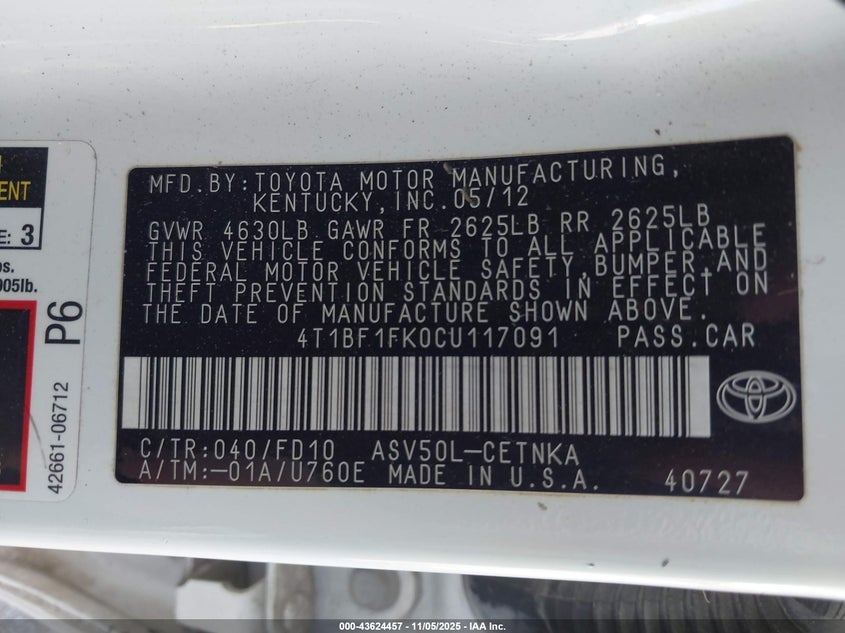 MFD.BY:TOYOTA MOTOR MANUFACTURING,
KENTUCKY,INC.05/12
GVWR 4630LB GAWR FR 2625LB RR 2625LB
THIS VEHICLE CONFORMS TO ALL APPLICABLE
FEDERAL MOTOR VEHICLE SAFETY,BUMPER,AND
THEFT PREVENTION STANDARDS IN EFFECT ON
THE DATE OF MANUFACTURE SHOWN ABOVE.
4T1BF1FK0CU117091 PASS.CAR
C/TR:040/FD10 ASV50L-CETNKA
A/TM:-01A/U760E MADE IN U.S.A. 40727
E: 3
905lb.
P6
42661-06712
000-43624457 - 11/05/2025 - IAA Inc.